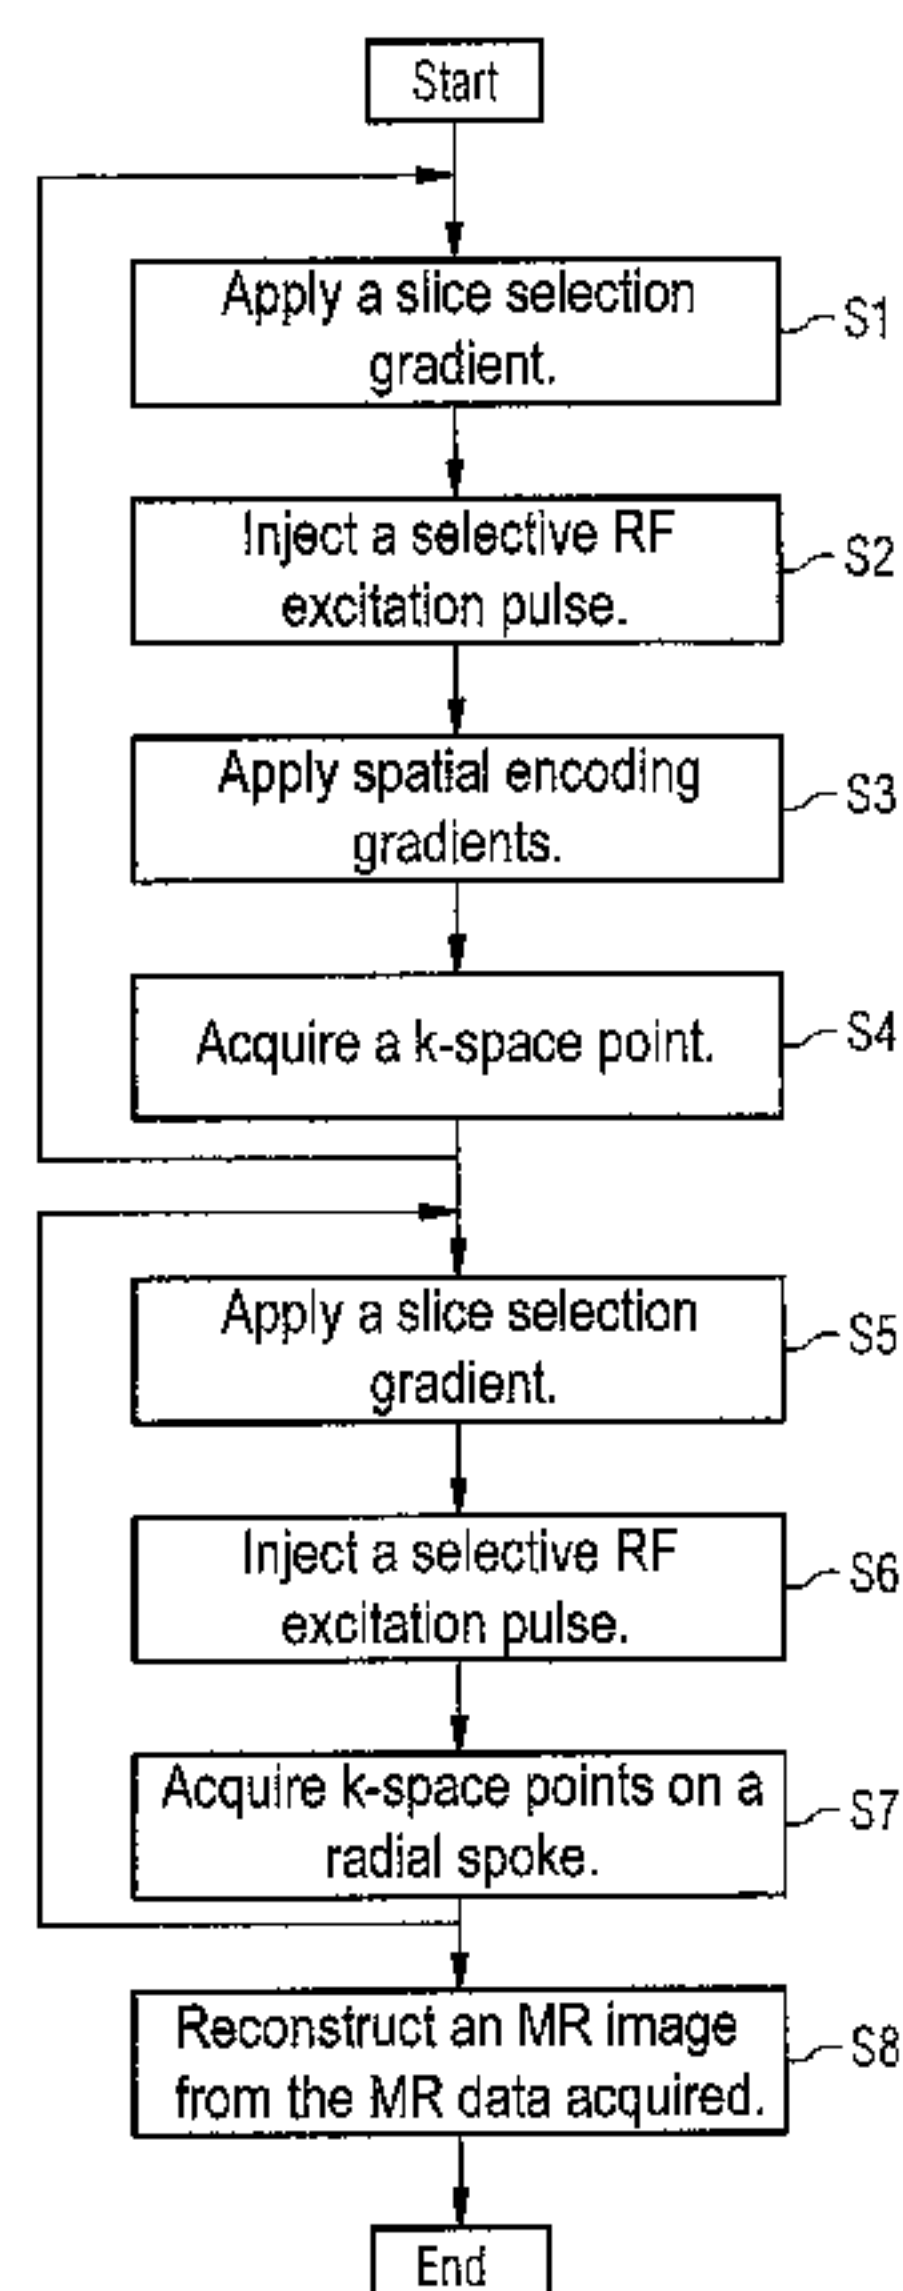 Start
Apply a slice selection
gradient.
S1
Inject a selective RF
excitation pulse.
S2
Apply spatial encoding
gradients.
S3
Acquire a k-space point.
S4
Apply a slice selection
gradient.
S5
Inject a selective RF
excitation pulse.
S6
Acquire k-space points on a
radial spoke.
S7
Reconstruct an MR image
from the MR data acquired.
S8
End